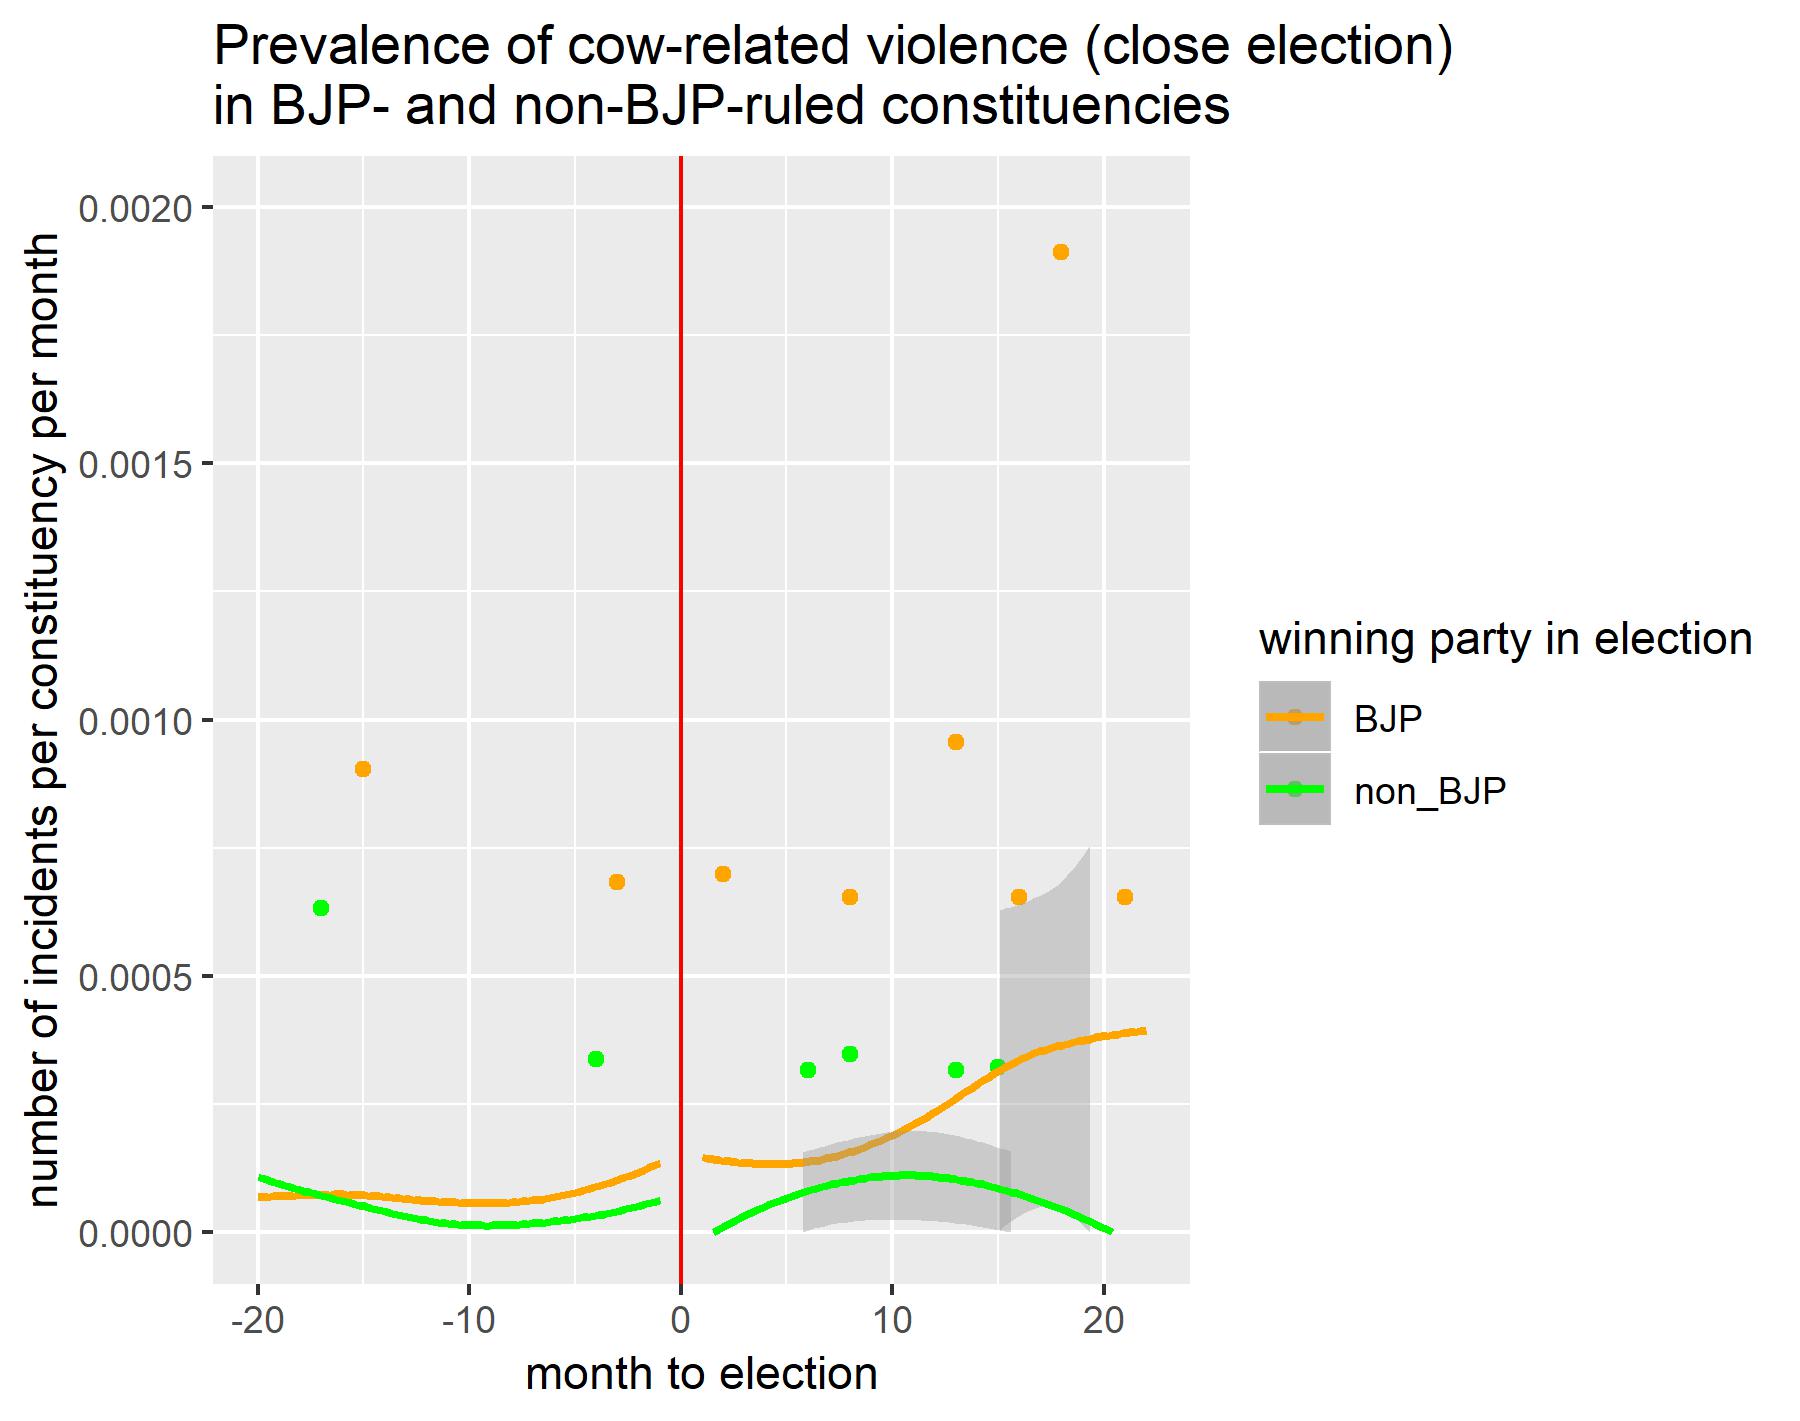 Prevalence of cow-related violence (close election)
in BJP- and non-BJP-ruled constituencies
number of incidents per constituency per month
0.0020
0.0015
0.0010
0.0005
0.0000
-20 -10 0 10 20
month to election
winning party in election
BJP
non_BJP